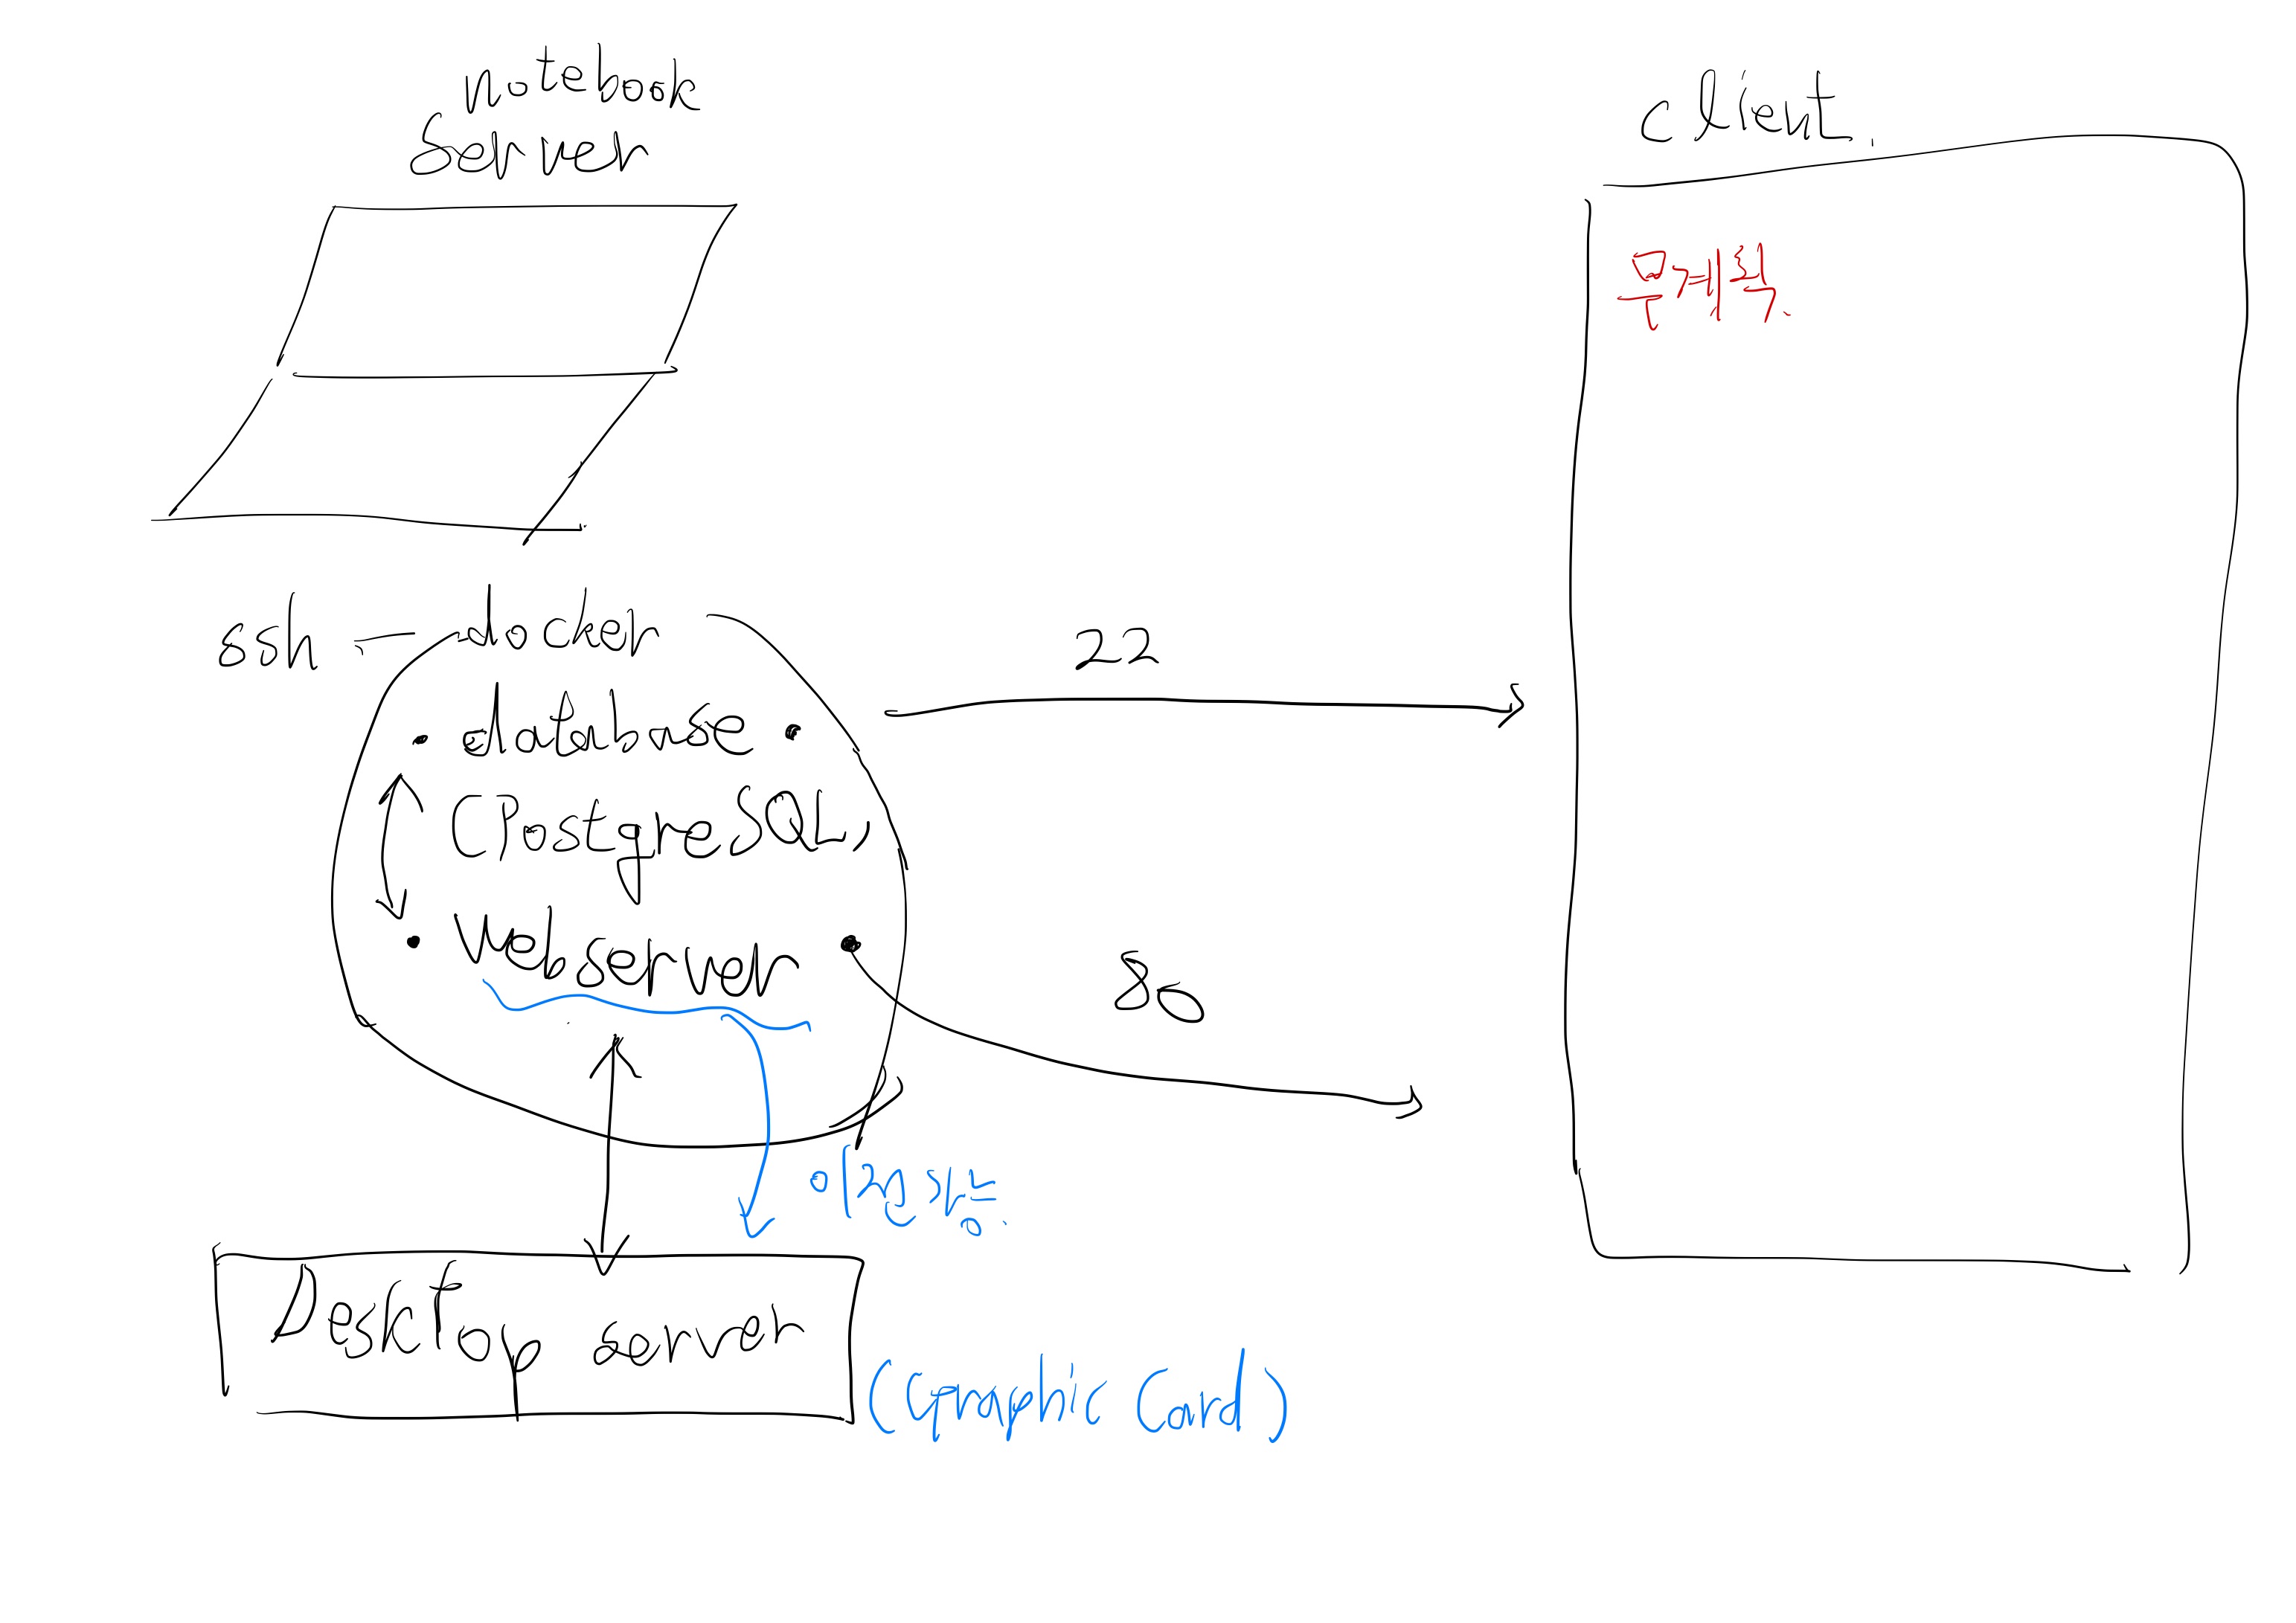 notebook
Server
client.
무계획.
ssh - docker
22
• database •
(PostgreSQL)
• Webserver •
80
이전가능.
Desktop server
(Graphic Card)